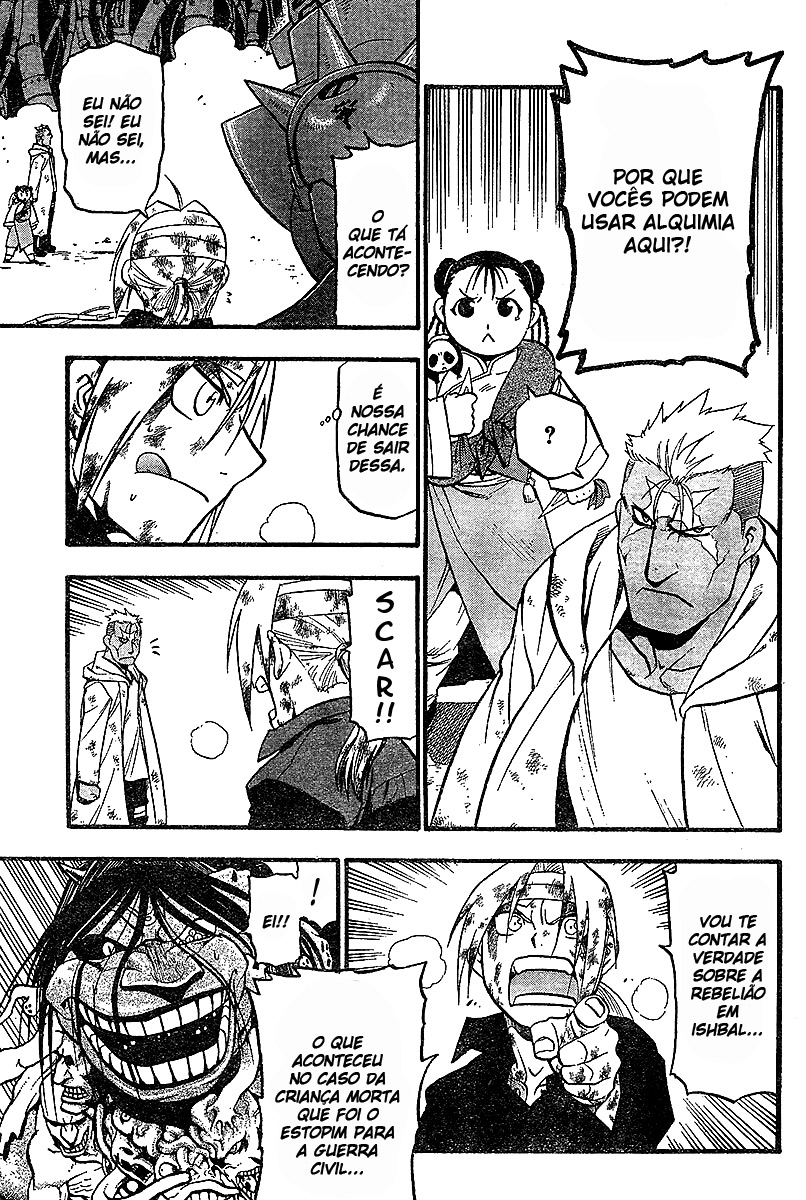 POR QUE
VOCÊS PODEM
USAR ALQUIMIA
AQUI?!
?
O
QUE TÁ
ACONTE-
CENDO?
EU NÃO
SEI! EU
NÃO SEI,
MAS...
É
NOSSA
CHANCE
DE SAIR
DESSA.
SCAR!!
VOU TE
CONTAR A
VERDADE
SOBRE A
REBELIÃO
EM
ISHBAL...
!
EI!!
O QUE
ACONTECEU
NO CASO DA
CRIANÇA MORTA
QUE FOI O
ESTOPIM PARA
A GUERRA
CIVIL...